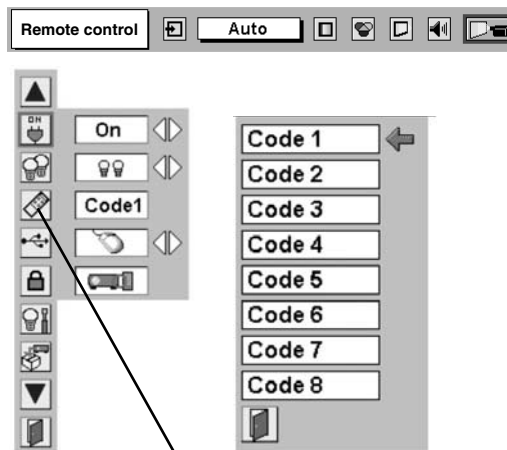 Remote control Auto
ON
On
Code1
Code 1
Code 2
Code 3
Code 4
Code 5
Code 6
Code 7
Code 8